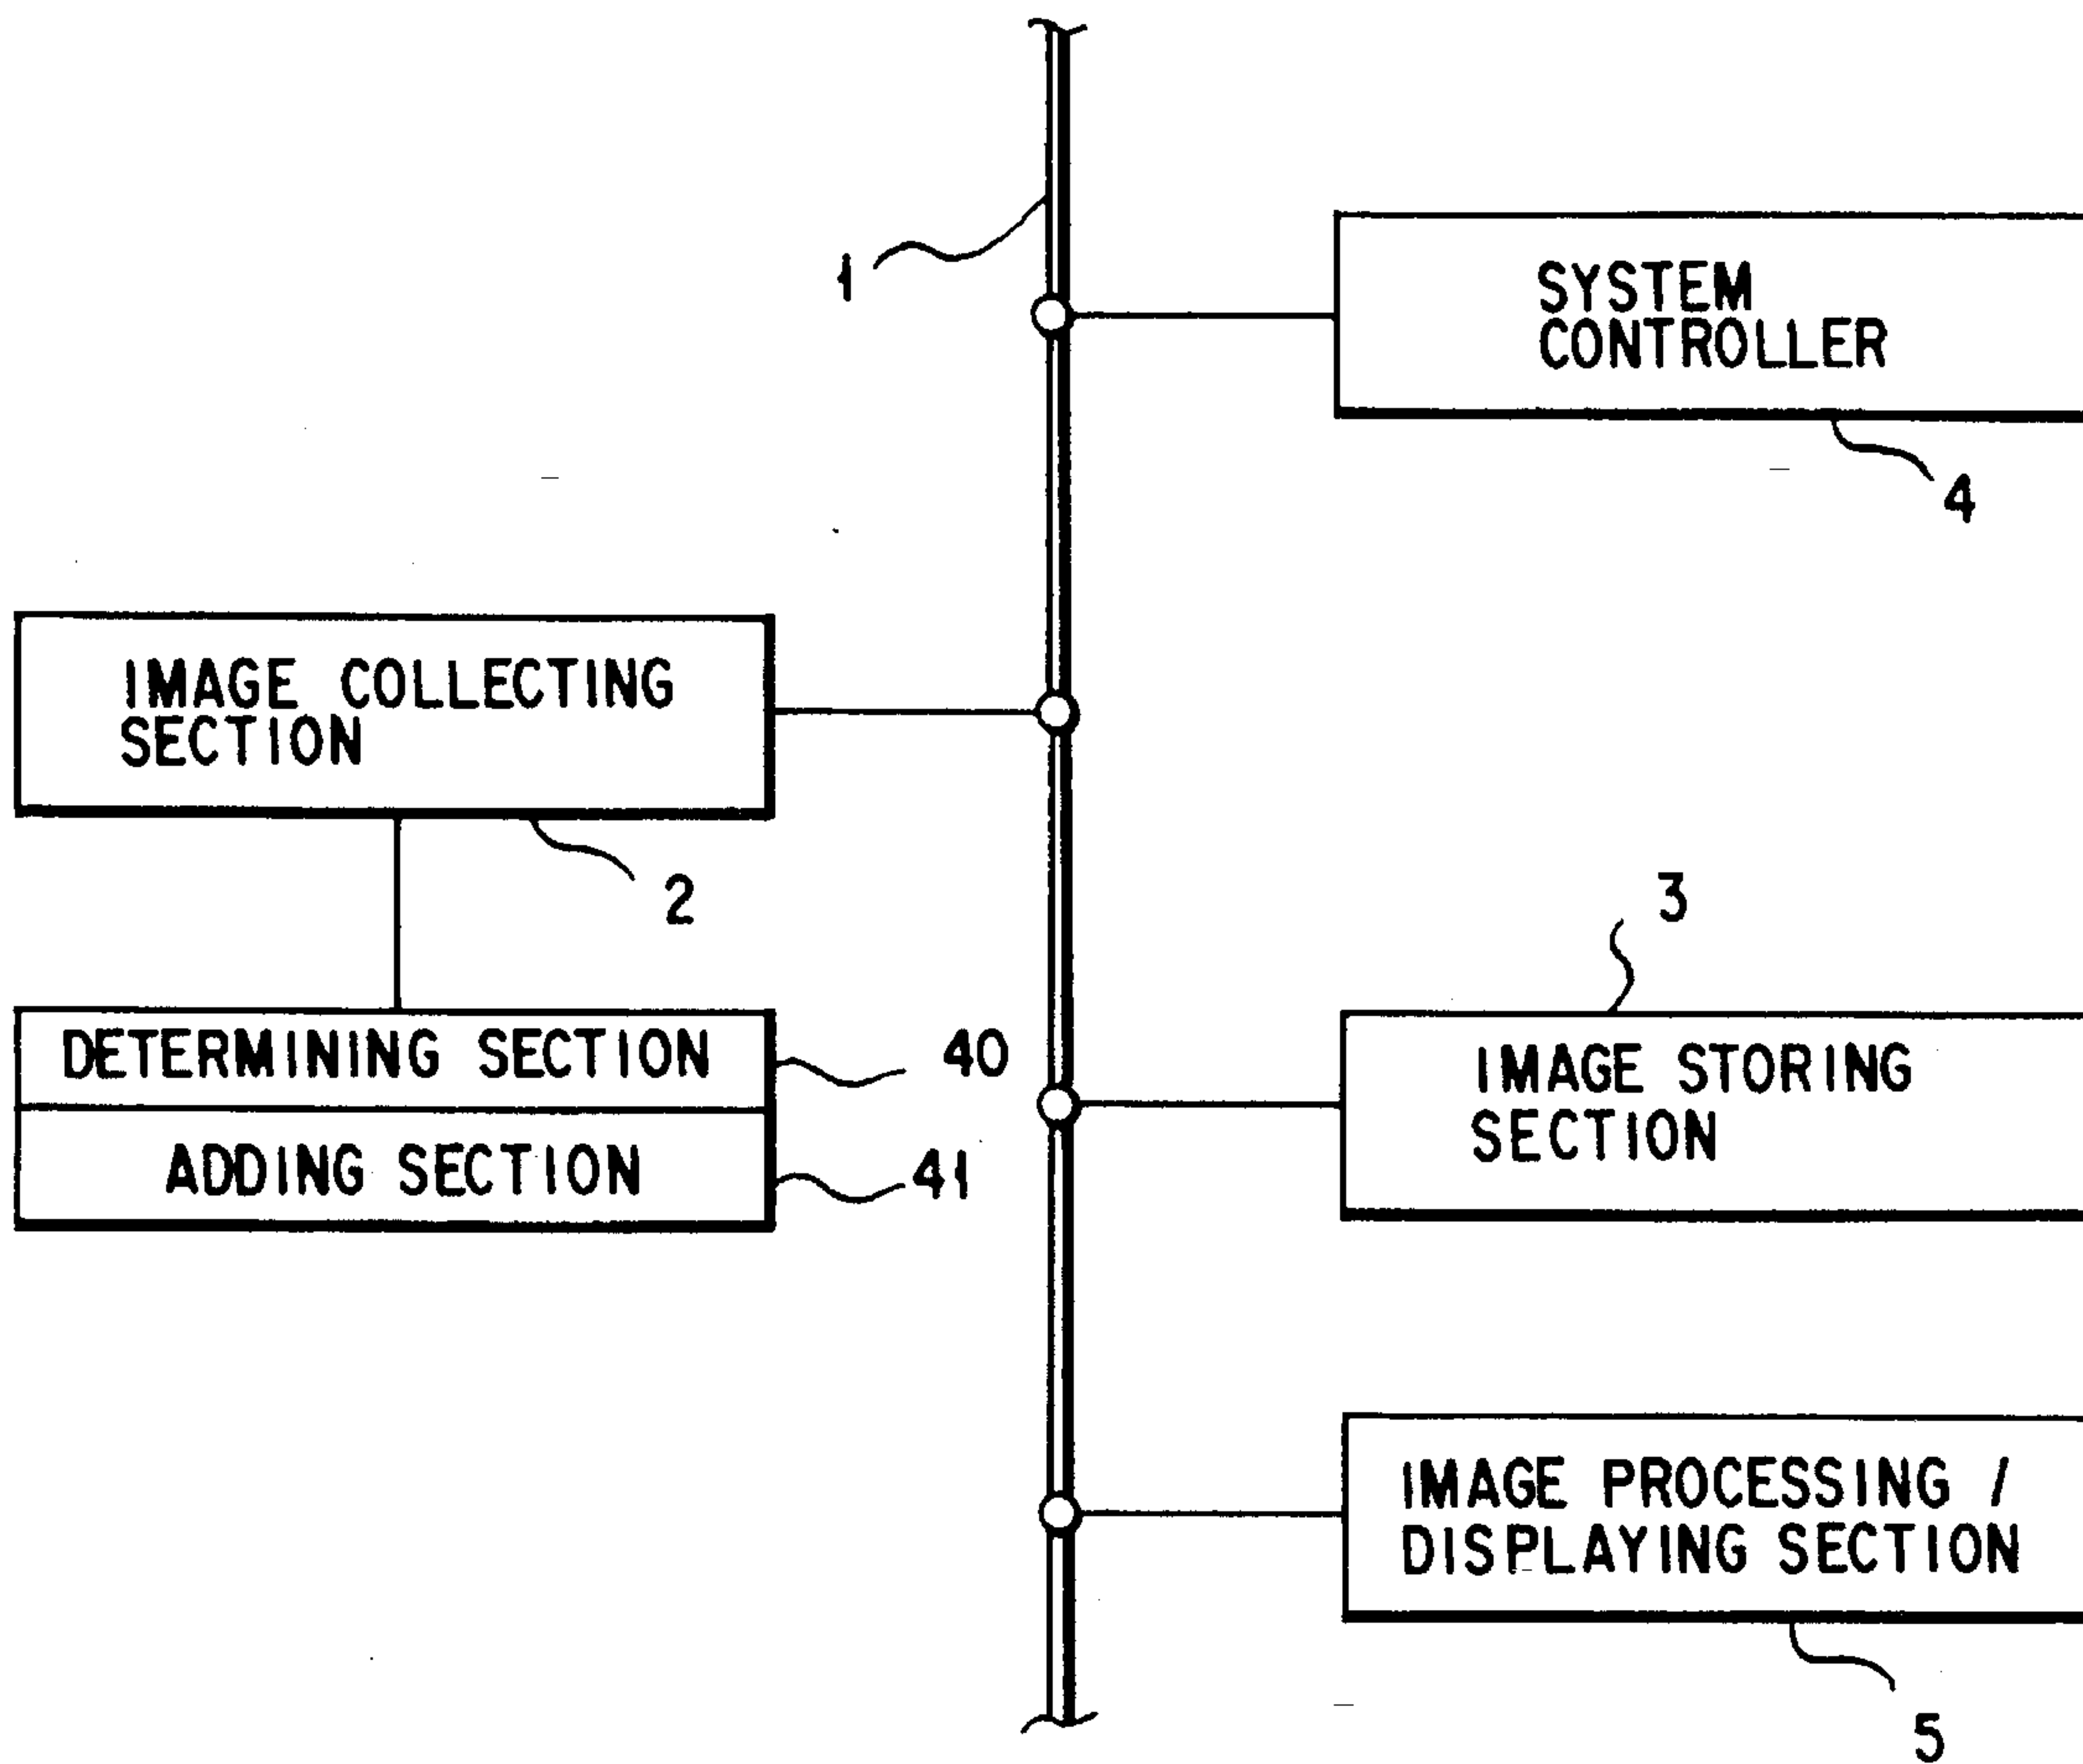 1
SYSTEM
CONTROLLER
4
IMAGE COLLECTING
SECTION
2
3
DETERMINING SECTION
40
ADDING SECTION
41
IMAGE STORING
SECTION
IMAGE PROCESSING /
DISPLAYING SECTION
5